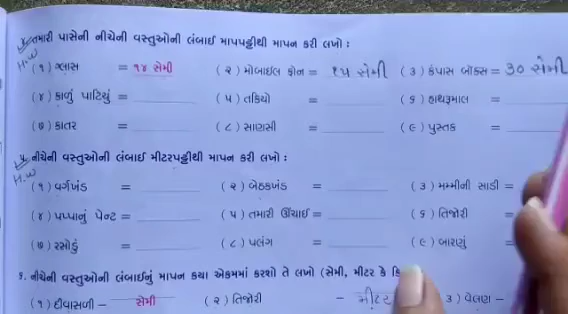 ૪. તમારી પાસેની નીચેની વસ્તુઓની લંબાઈ માપપટ્ટીથી માપન કરી લખો :
H.W
(૧) ગ્લાસ = ૧૪ સેમી (૨) મોબાઈલ ફોન = ૧૫ સેમી (૩) કંપાસ બોક્સ = ૩૦ સેમી
(૪) કાળું પાટિયું = (૫) તકિયો = (૬) હાથરૂમાલ =
(૭) કાતર = (૮) સાણસી = (૯) પુસ્તક =
૫. નીચેની વસ્તુઓની લંબાઈ મીટરપટ્ટીથી માપન કરી લખો :
H.W
(૧) વર્ગખંડ = (૨) બેઠકખંડ = (૩) મમ્મીની સાડી =
(૪) પપ્પાનું પેન્ટ = (૫) તમારી ઊંચાઈ = (૬) તિજોરી
(૭) રસોડું = (૮) પલંગ = (૯) બારણું =
૬. નીચેની વસ્તુઓની લંબાઈનું માપન કયા એકમમાં કરશો તે લખો (સેમી, મીટર કે
(૧) દીવાસળી – સેમી (૨) તિજોરી – મીટર ૩) વેલણ –